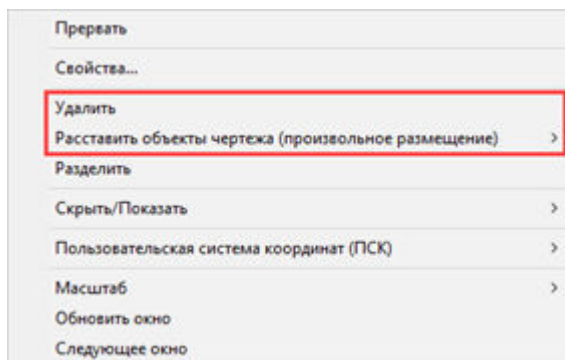 Прервать
Свойства...
Удалить
Расставить объекты чертежа (произвольное размещение)
Разделить
Скрыть/Показать
Пользовательская система координат (ПСК)
Масштаб
Обновить окно
Следующее окно